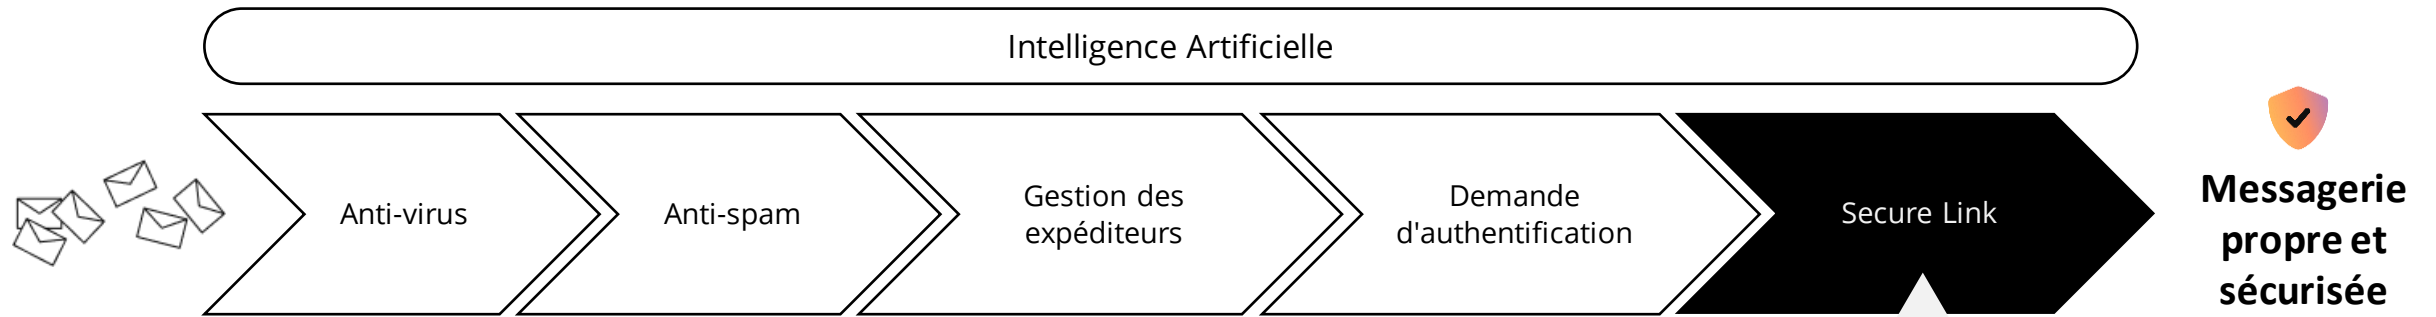 Intelligence Artificielle
Anti-virus
Anti-spam
Gestion des
expéditeurs
Demande
d'authentification
Secure Link
Messagerie
propre et
sécurisée